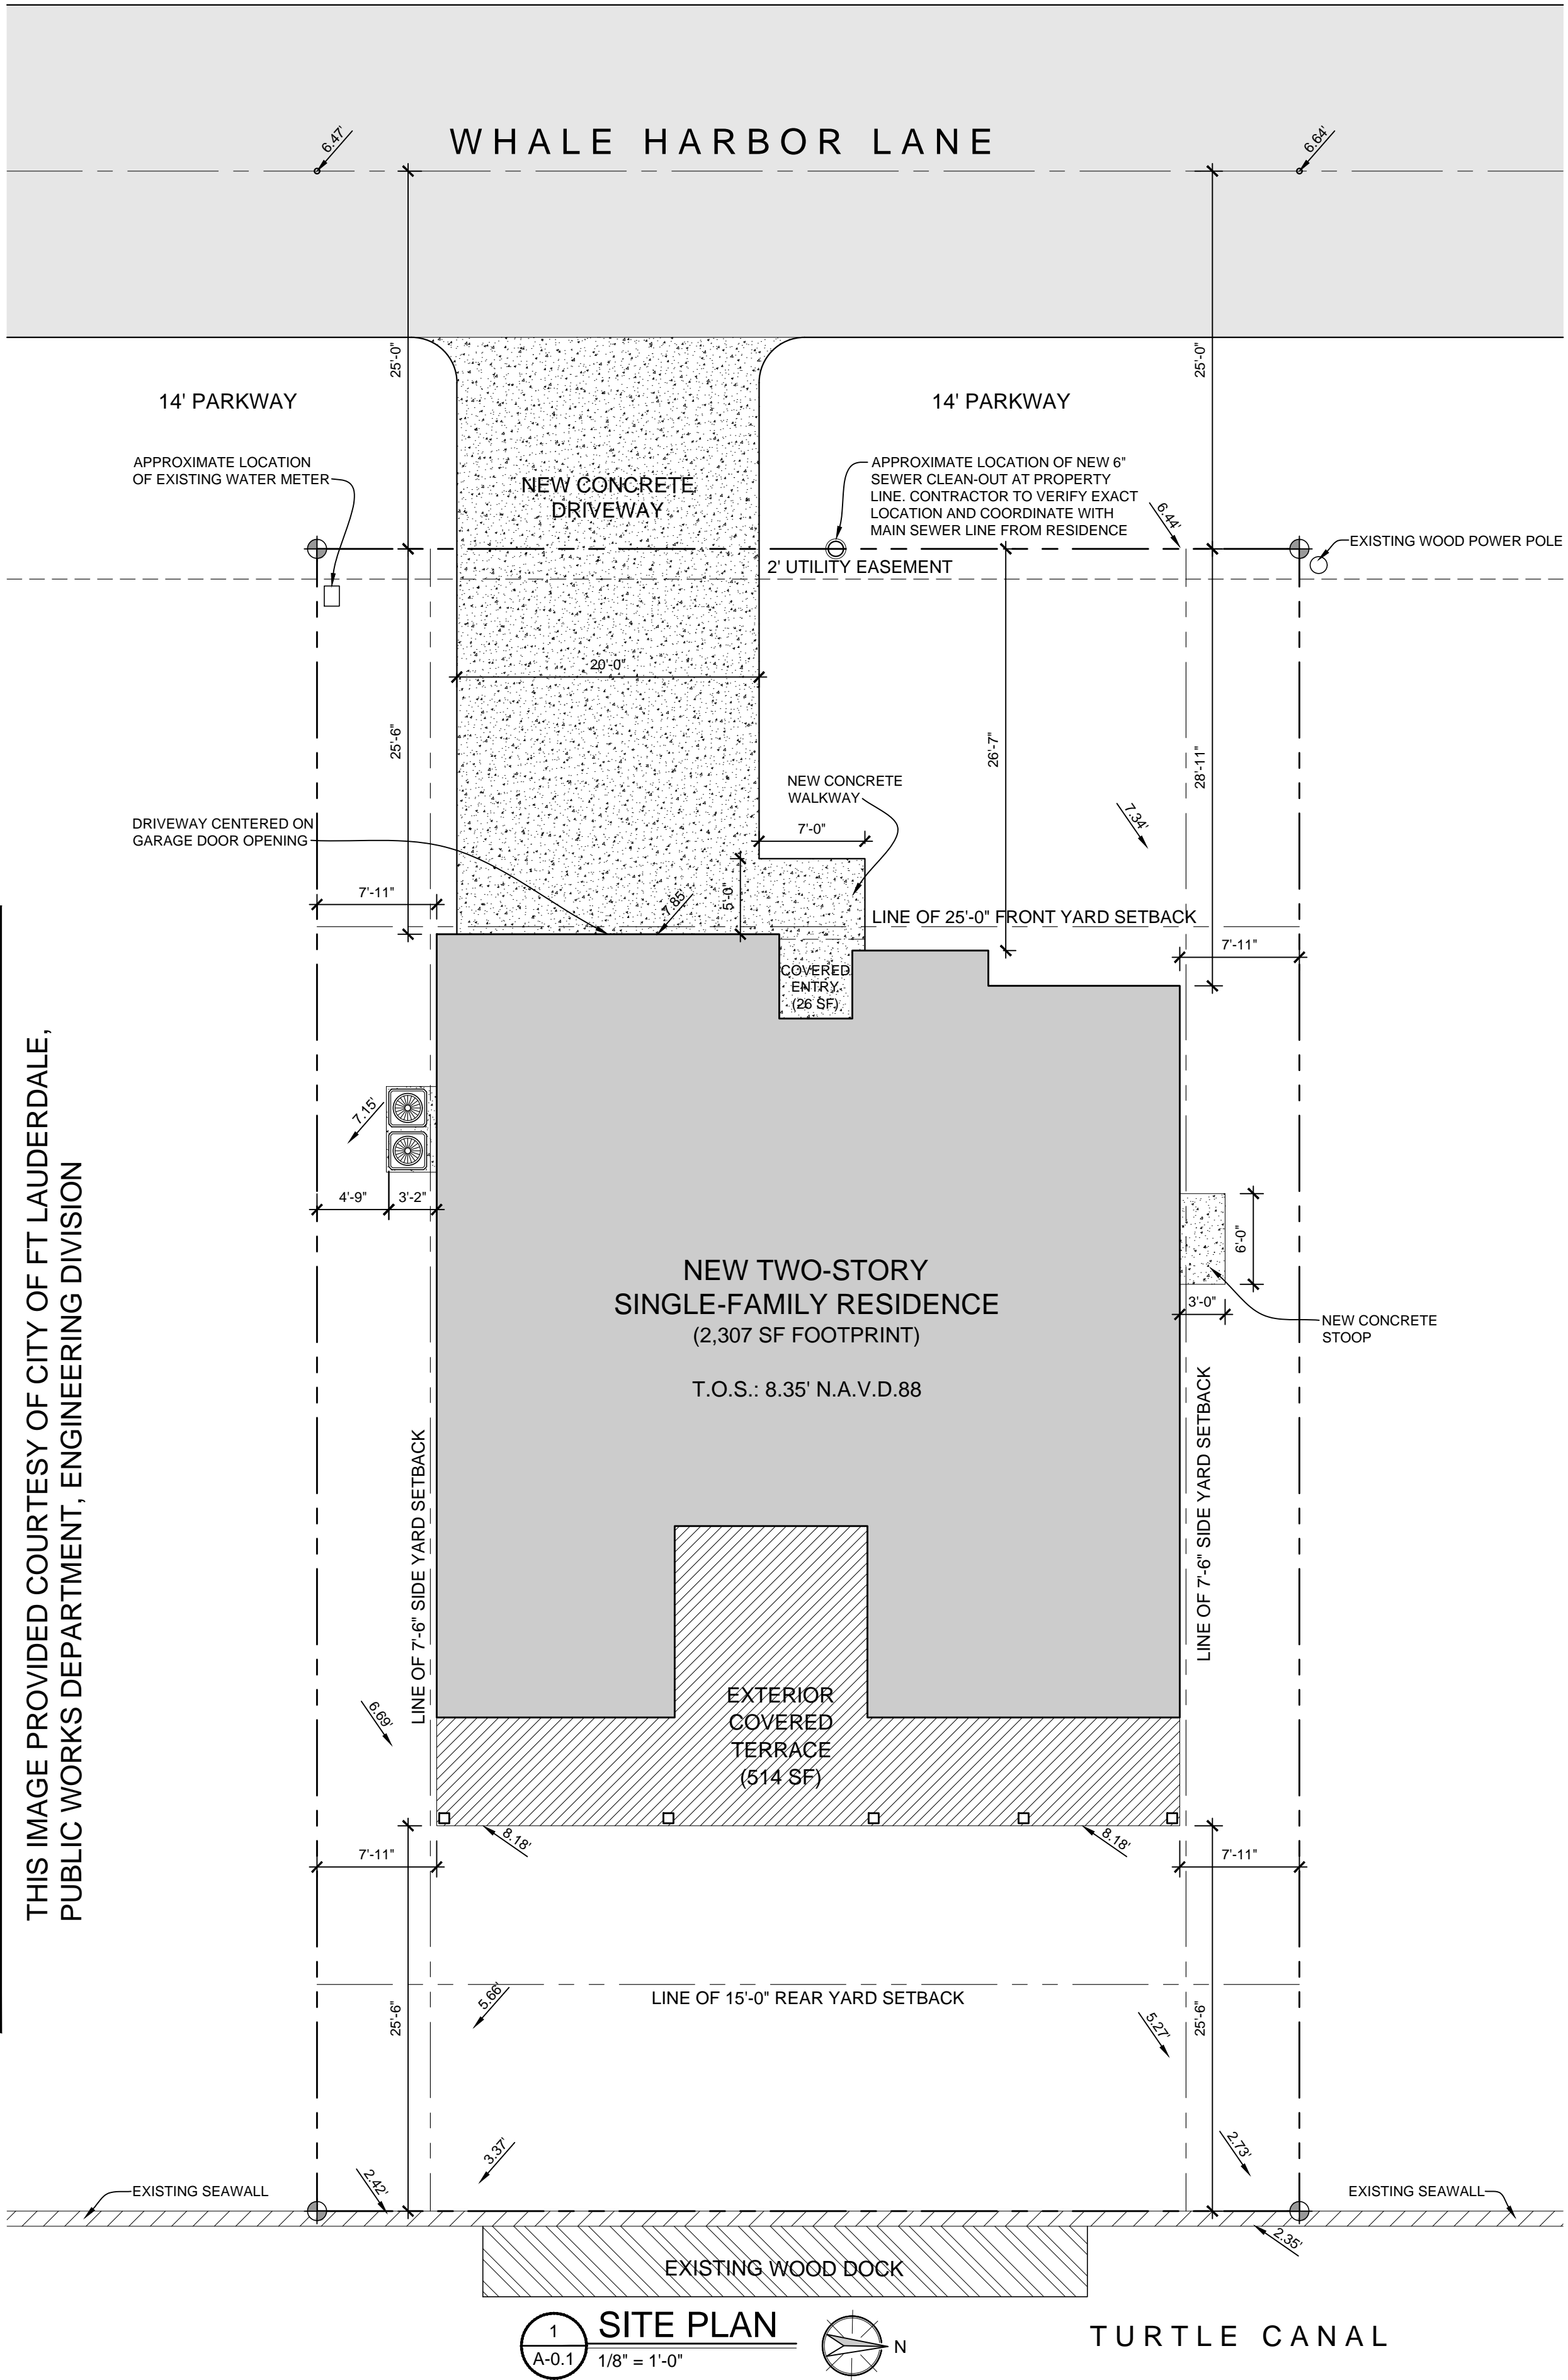 WHALE HARBOR LANE
6.47'
6.64'
25'-0"
25'-0"
14' PARKWAY
14' PARKWAY
APPROXIMATE LOCATION
OF EXISTING WATER METER
NEW CONCRETE
DRIVEWAY
APPROXIMATE LOCATION OF NEW 6"
SEWER CLEAN-OUT AT PROPERTY
LINE. CONTRACTOR TO VERIFY EXACT
LOCATION AND COORDINATE WITH
MAIN SEWER LINE FROM RESIDENCE
6.44'
EXISTING WOOD POWER POLE
2' UTILITY EASEMENT
20'-0"
25'-6"
26'-7"
28'-11"
NEW CONCRETE
WALKWAY
7'-0"
7.34'
DRIVEWAY CENTERED ON
GARAGE DOOR OPENING
7'-11"
7.85'
5'-0"
LINE OF 25'-0" FRONT YARD SETBACK
7'-11"
COVERED
ENTRY
(26 SF)
THIS IMAGE PROVIDED COURTESY OF CITY OF FT LAUDERDALE,
PUBLIC WORKS DEPARTMENT, ENGINEERING DIVISION
7.15'
4'-9"
3'-2"
6'-0"
3'-0"
NEW CONCRETE
STOOP
NEW TWO-STORY
SINGLE-FAMILY RESIDENCE
(2,307 SF FOOTPRINT)
T.O.S.: 8.35' N.A.V.D.88
LINE OF 7'-6" SIDE YARD SETBACK
LINE OF 7'-6" SIDE YARD SETBACK
6.69'
EXTERIOR
COVERED
TERRACE
(514 SF)
8.18'
8.18'
7'-11"
7'-11"
25'-6"
5.66'
LINE OF 15'-0" REAR YARD SETBACK
5.27'
25'-6"
3.37'
2.73'
2.42'
EXISTING SEAWALL
EXISTING SEAWALL
2.35'
EXISTING WOOD DOCK
1
A-0.1
SITE PLAN
1/8" = 1'-0"
N
TURTLE CANAL